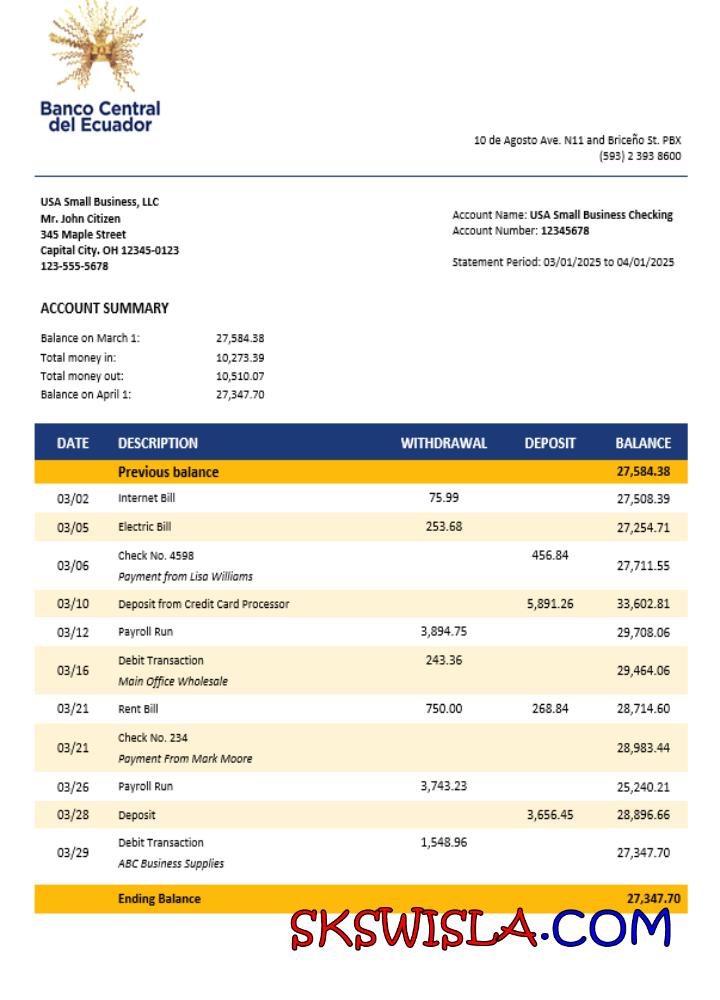 Banco Central
del Ecuador
10 de Agosto Ave. N11 and Briceño St. PBX
(593) 2 393 8600
USA Small Business, LLC
Mr. John Citizen
345 Maple Street
Capital City. OH 12345-0123
123-555-5678
Account Name: USA Small Business Checking
Account Number: 12345678
Statement Period: 03/01/2025 to 04/01/2025
ACCOUNT SUMMARY
Balance on March 1: 27,584.38
Total money in: 10,273.39
Total money out: 10,510.07
Balance on April 1: 27,347.70
DATE DESCRIPTION WITHDRAWAL DEPOSIT BALANCE
Previous balance 27,584.38
03/02 Internet Bill 75.99 27,508.39
03/05 Electric Bill 253.68 27,254.71
03/06 Check No. 4598 456.84 27,711.55
Payment from Lisa Williams
03/10 Deposit from Credit Card Processor 5,891.26 33,602.81
03/12 Payroll Run 3,894.75 29,708.06
03/16 Debit Transaction 243.36 29,464.06
Main Office Wholesale
03/21 Rent Bill 750.00 268.84 28,714.60
03/21 Check No. 234 28,983.44
Payment From Mark Moore
03/26 Payroll Run 3,743.23 25,240.21
03/28 Deposit 3,656.45 28,896.66
03/29 Debit Transaction 1,548.96 27,347.70
ABC Business Supplies
Ending Balance 27,347.70
SKSWISLA.COM